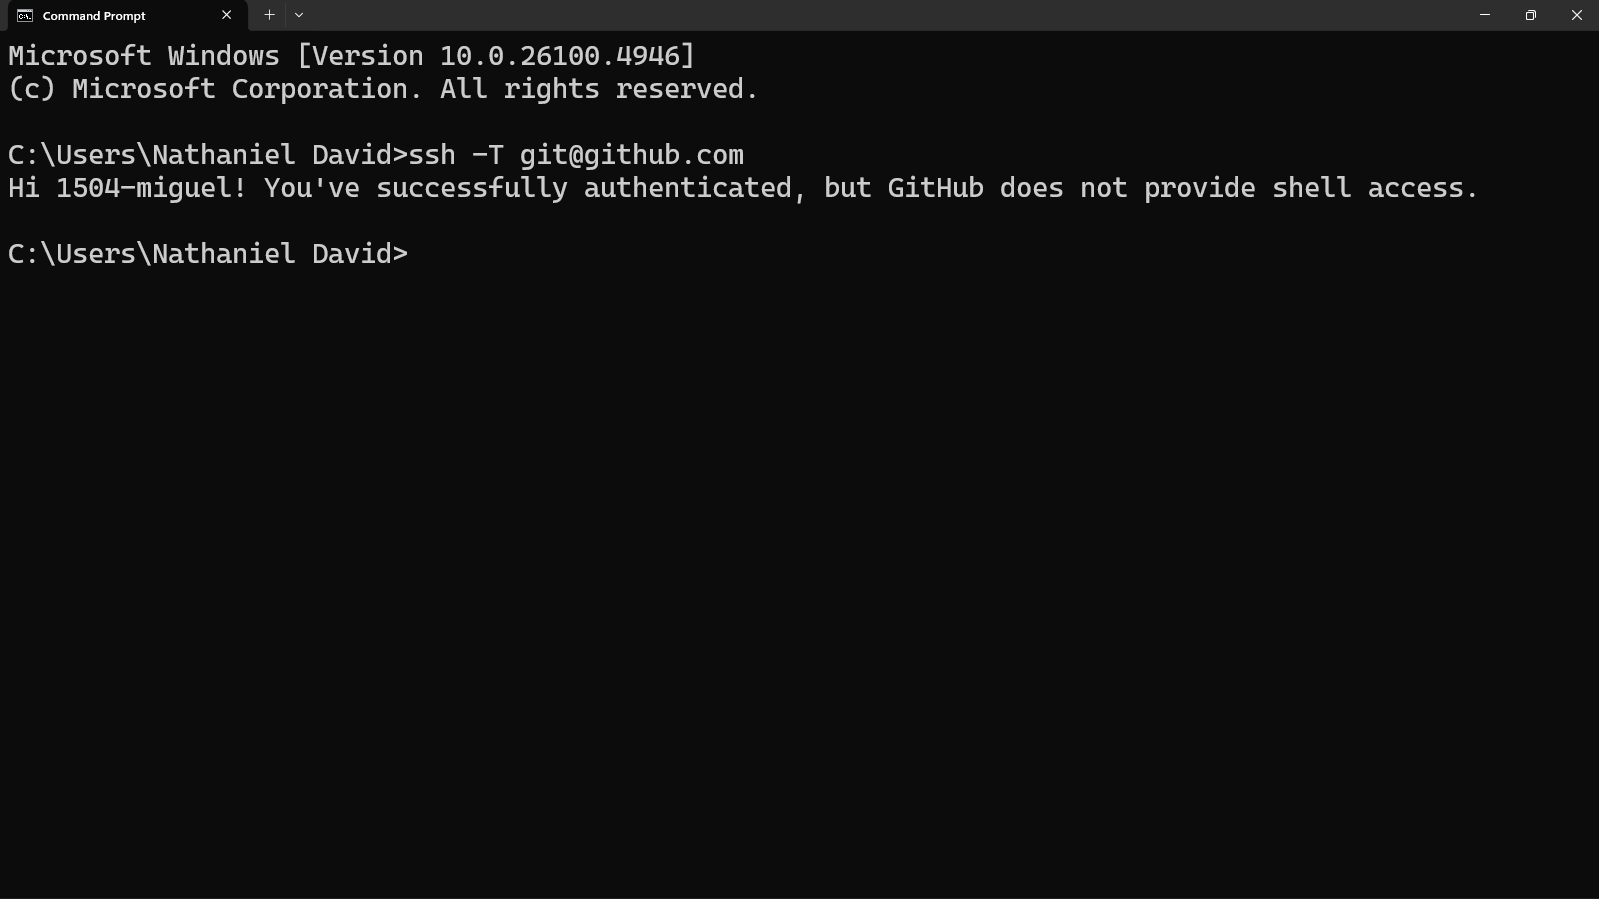 Command Prompt
Microsoft Windows [Version 10.0.26100.4946]
(c) Microsoft Corporation. All rights reserved.
C:\Users\Nathaniel David>ssh -T git@github.com
Hi 1504-miguel! You've successfully authenticated, but GitHub does not provide shell access.
C:\Users\Nathaniel David>